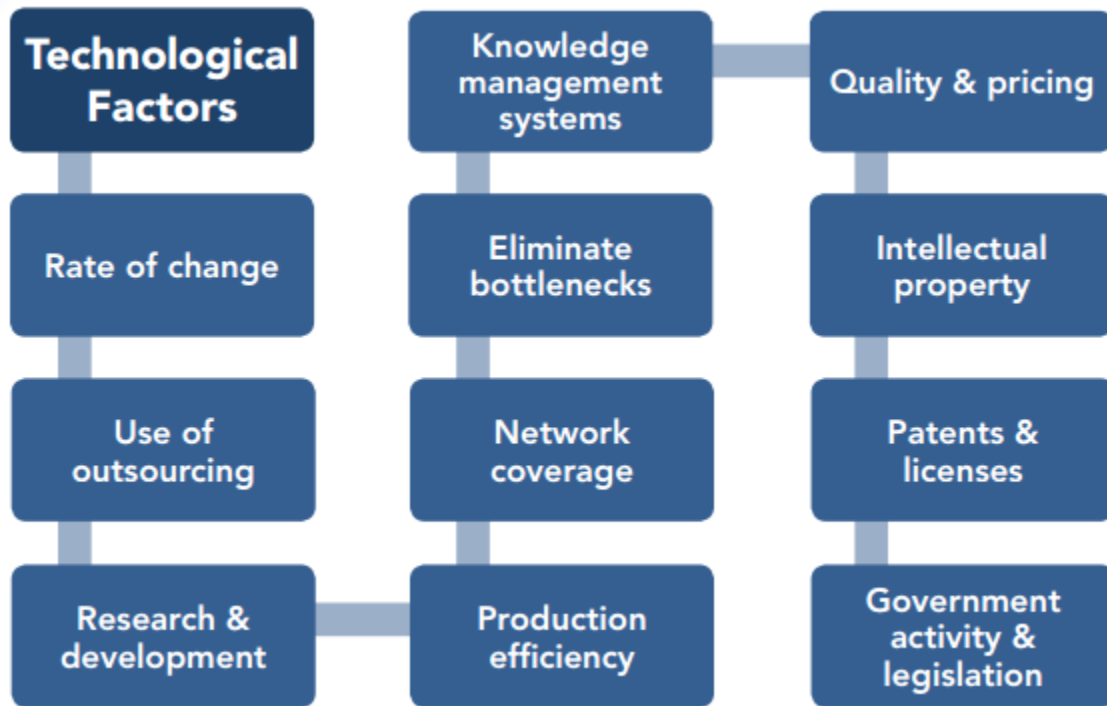 Technological
Factors
Rate of change
Use of
outsourcing
Research &
development
Production
efficiency
Network
coverage
Eliminate
bottlenecks
Knowledge
management
systems
Quality & pricing
Intellectual
property
Patents &
licenses
Government
activity &
legislation